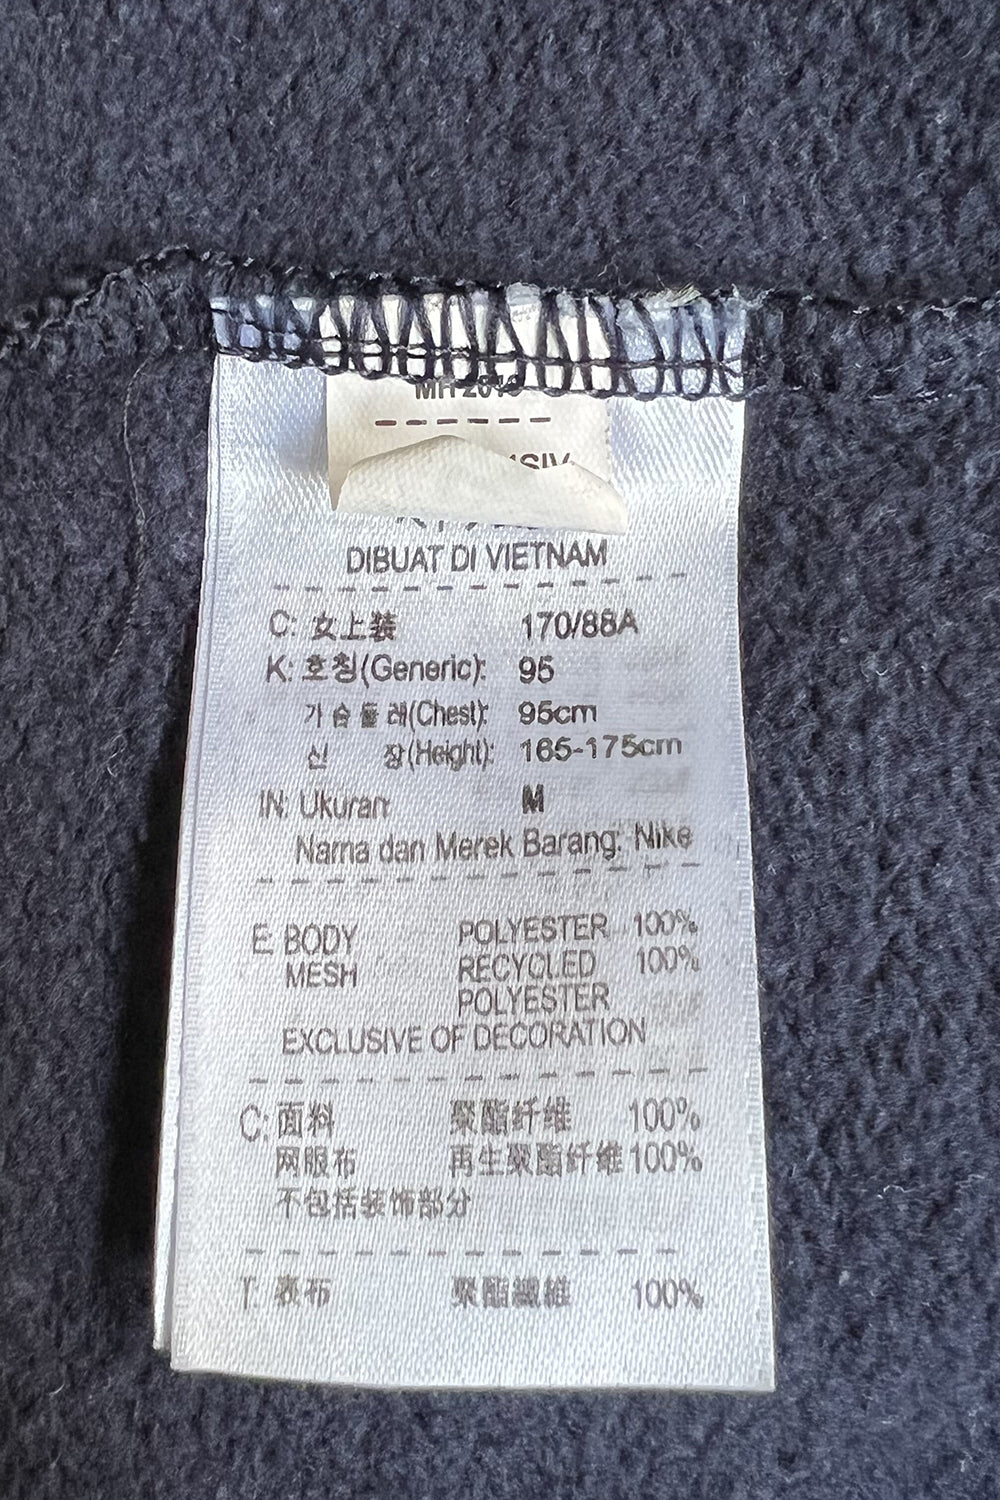 DIBUAT DI VIETNAM
C: 女上装 170/88A
K: 호칭(Generic): 95
가슴둘레(Chest): 95cm
신 장(Height): 165-175cm
IN: Ukuran M
Nama dan Merek Barang: Nike
E: BODY POLYESTER 100%
MESH RECYCLED 100%
POLYESTER
EXCLUSIVE OF DECORATION
C: 面料 聚酯纤维 100%
网眼布 再生聚酯纤维 100%
不包括装饰部分
T: 表布 聚酯纖維 100%